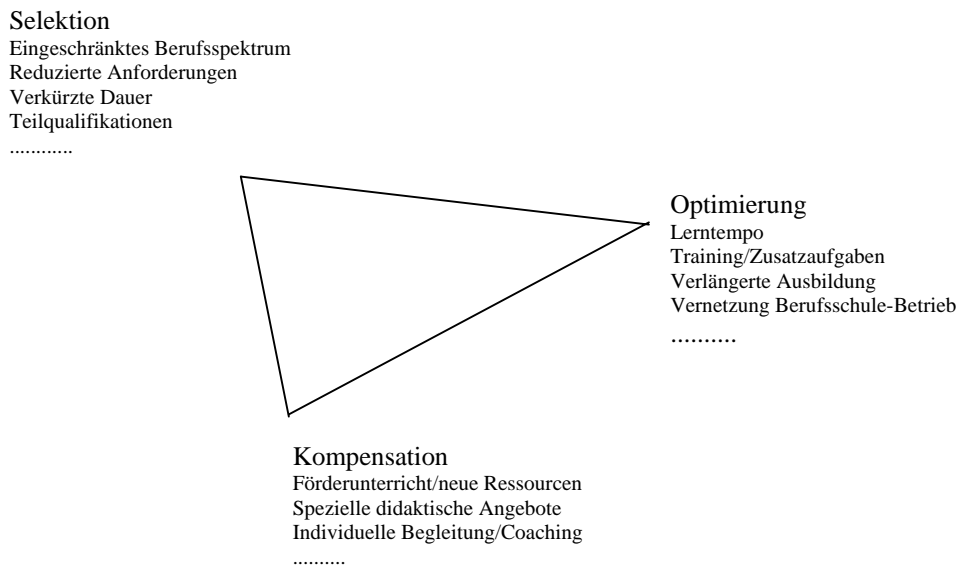 Selektion
Eingeschränktes Berufsspektrum
Reduzierte Anforderungen
Verkürzte Dauer
Teilqualifikationen
............
Optimierung
Lerntempo
Training/Zusatzaufgaben
Verlängerte Ausbildung
Vernetzung Berufsschule-Betrieb
..........
Kompensation
Förderunterricht/neue Ressourcen
Spezielle didaktische Angebote
Individuelle Begleitung/Coaching
..........